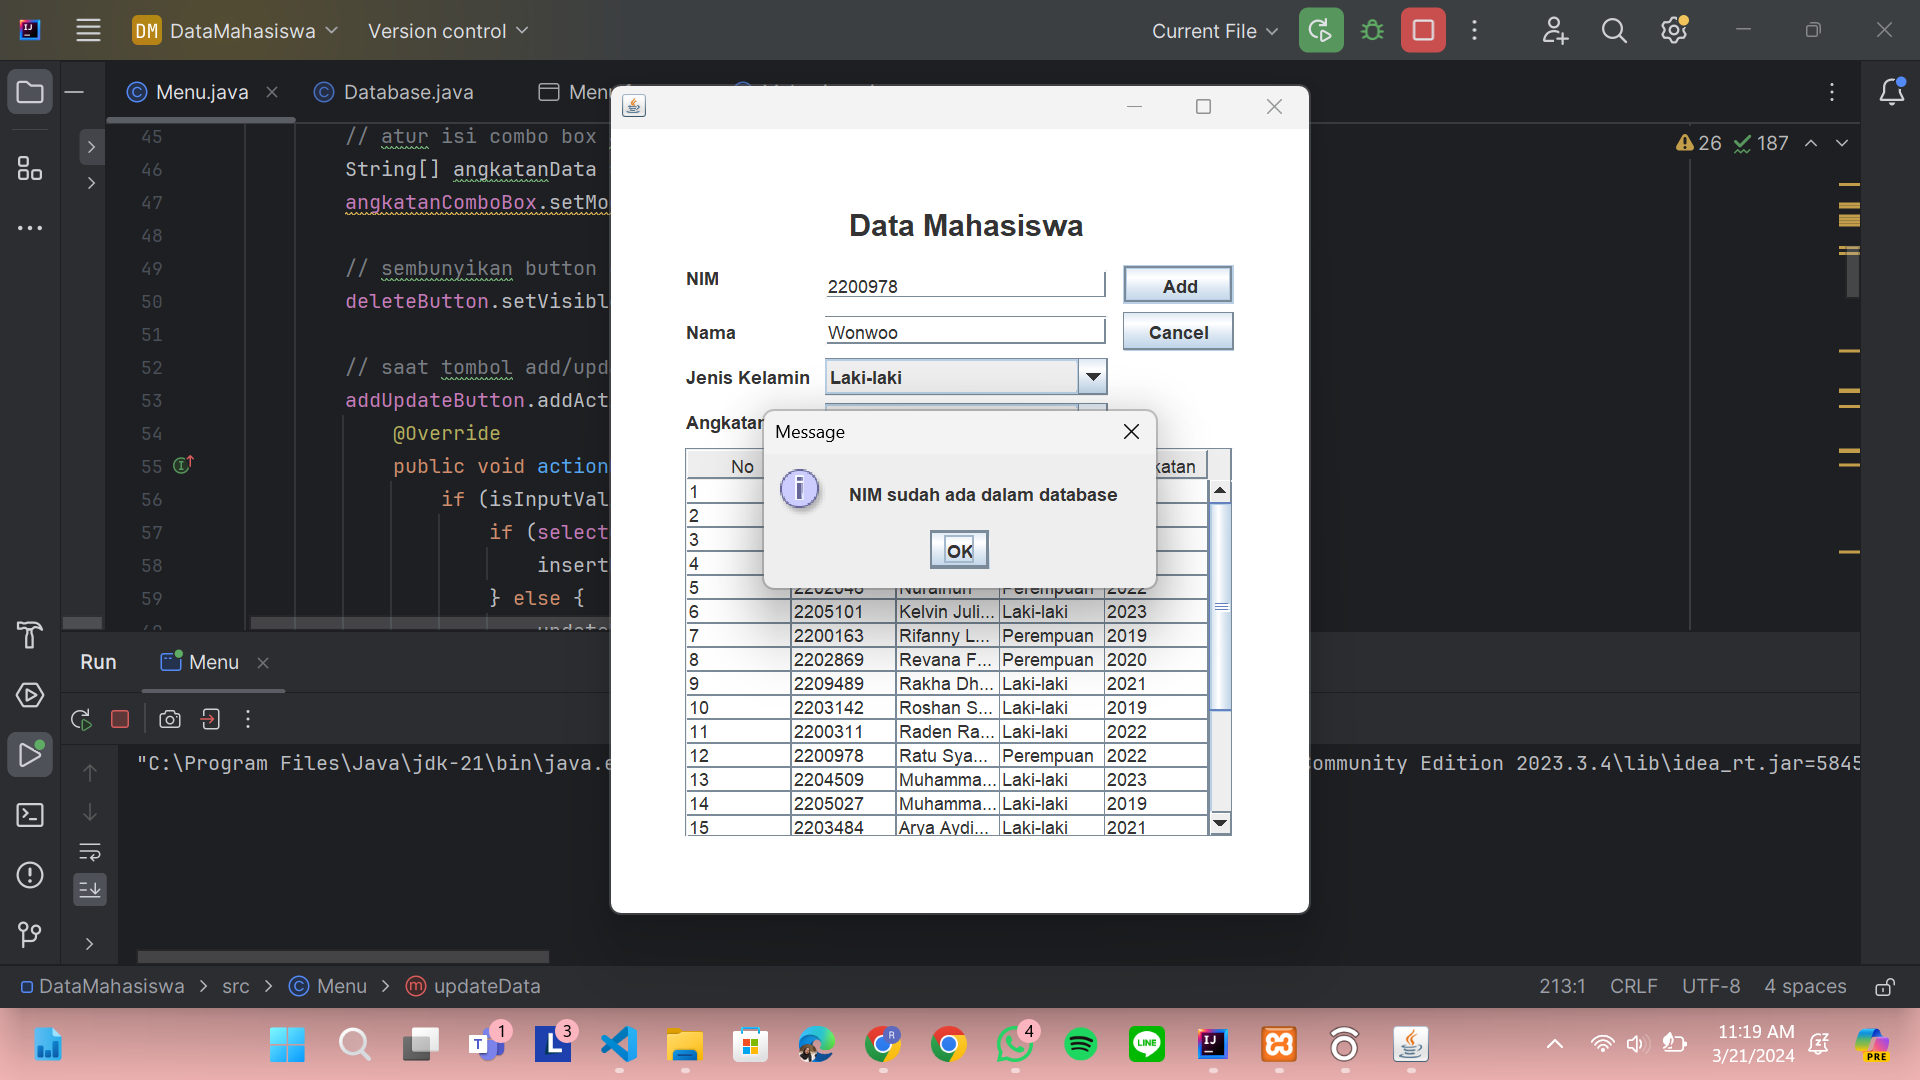 DM DataMahasiswa Version control Current File
Menu.java Database.java Menu
26 187
45 // atur isi combo box
46 String[] angkatanData
47 angkatanComboBox.setMo
48
49 // sembunyikan button
50 deleteButton.setVisibl
51
52 // saat tombol add/upd
53 addUpdateButton.addAct
54 @Override
55 public void action
56 if (isInputVal
57 if (select
58 insert
59 } else {
Data Mahasiswa
NIM 2200978 Add
Nama Wonwoo Cancel
Jenis Kelamin Laki-laki
Angkatan
Message
NIM sudah ada dalam database
OK
No katan
1
2
3
4
5 2202046 Nurainun Perempuan 2022
6 2205101 Kelvin Juli... Laki-laki 2023
7 2200163 Rifanny L... Perempuan 2019
8 2202869 Revana F... Perempuan 2020
9 2209489 Rakha Dh... Laki-laki 2021
10 2203142 Roshan S... Laki-laki 2019
11 2200311 Raden Ra... Laki-laki 2022
12 2200978 Ratu Sya... Perempuan 2022
13 2204509 Muhamma... Laki-laki 2023
14 2205027 Muhamma... Laki-laki 2019
15 2203484 Arya Aydi... Laki-laki 2021
Run Menu
"C:\Program Files\Java\jdk-21\bin\java.e ommunity Edition 2023.3.4\lib\idea_rt.jar=5845
DataMahasiswa > src > Menu > updateData 213:1 CRLF UTF-8 4 spaces
1 3 4
11:19 AM
3/21/2024
PRE